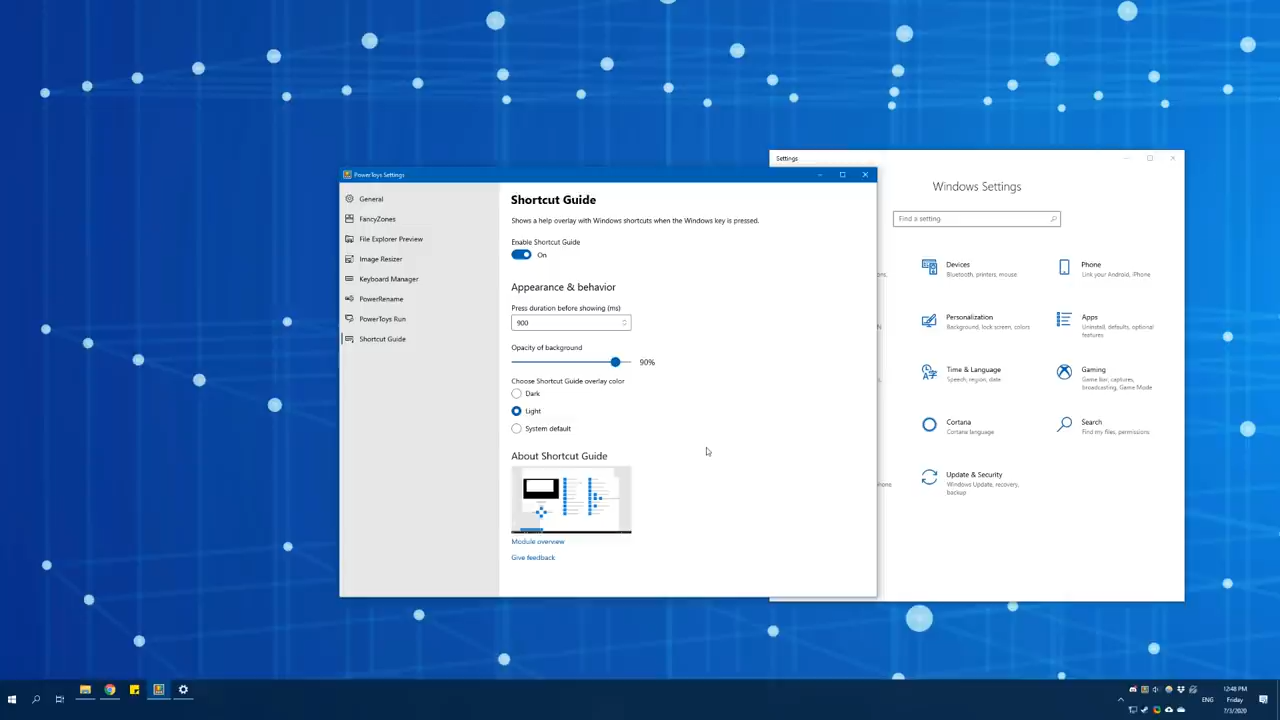 Settings
PowerToys Settings
General
FancyZones
File Explorer Preview
Image Resizer
Keyboard Manager
PowerRename
PowerToys Run
Shortcut Guide
Shortcut Guide
Shows a help overlay with Windows shortcuts when the Windows key is pressed.
Enable Shortcut Guide
On
Appearance & behavior
Press duration before showing (ms)
900
Opacity of background
90%
Choose Shortcut Guide overlay color
Dark
Light
System default
About Shortcut Guide
Module overview
Give feedback
Windows Settings
Find a setting
Devices
Bluetooth, printers, mouse
Phone
Link your Android, iPhone
Personalization
Background, lock screen, colors
Apps
Uninstall, defaults, optional
features
Time & Language
Speech, region, date
Gaming
Game Bar, captures,
broadcasting, Game Mode
Cortana
Cortana language
Search
Find my files, permissions
Update & Security
Windows Update, recovery,
backup
ENG
12:48 PM
Friday
7/3/2020